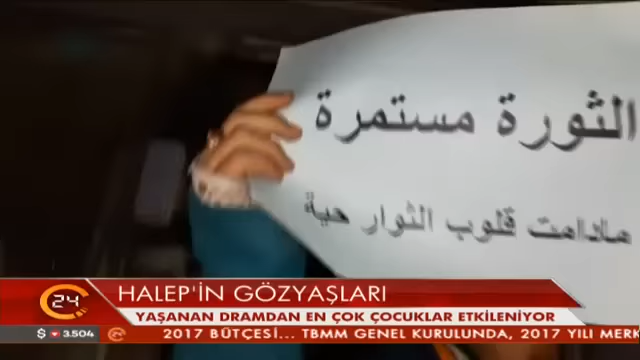 الثورة مستمرة
مادامت قلوب الثوار حية
24
HALEP'İN GÖZYAŞLARI
YAŞANAN DRAMDAN EN ÇOK ÇOCUKLAR ETKİLENİYOR
$ 3.504
2017 BÜTÇESİ... TBMM GENEL KURULUNDA, 2017 YILI MERK